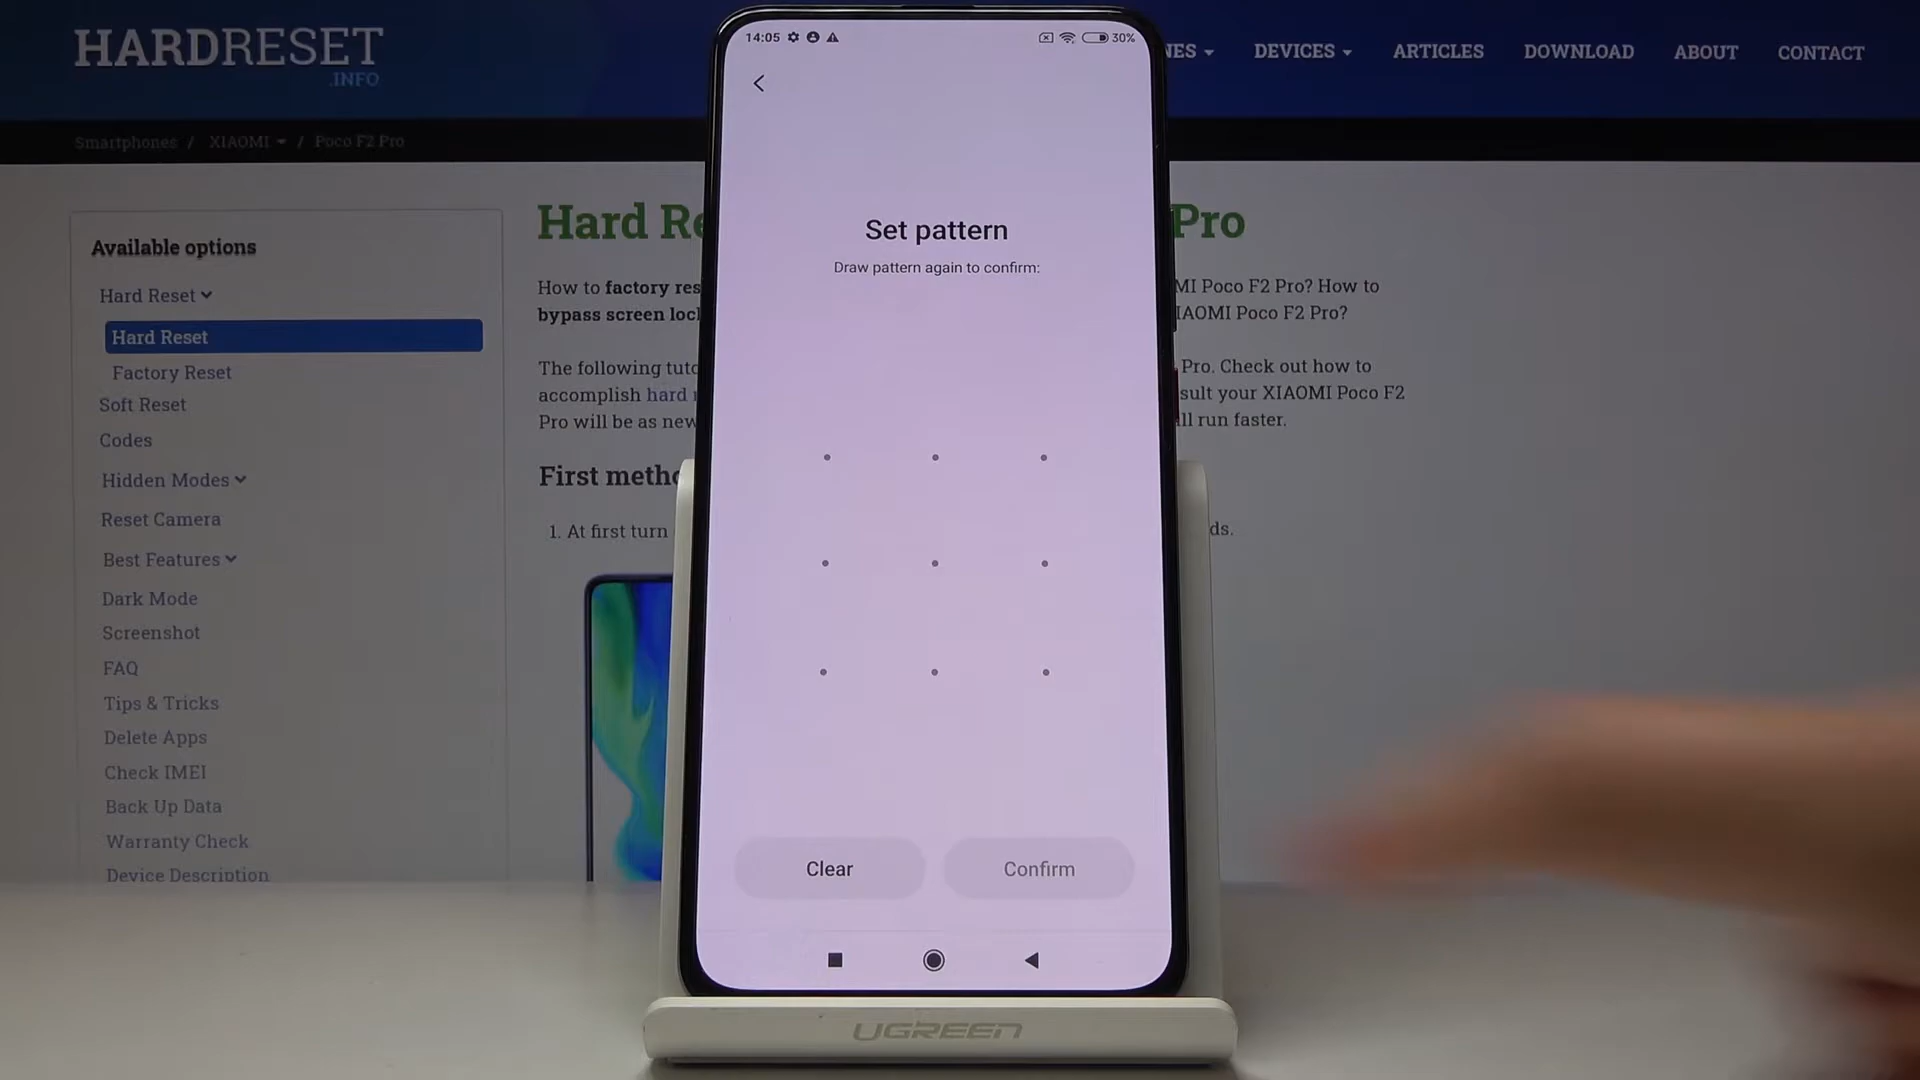 HARDRESET
.INFO
NES DEVICES ARTICLES DOWNLOAD ABOUT CONTACT
Smartphones / XIAOMI / Poco F2 Pro
14:05 30%
Set pattern
Draw pattern again to confirm:
Clear Confirm
UGREEN
Available options
Hard Reset
Hard Reset
Factory Reset
Soft Reset
Codes
Hidden Modes
Reset Camera
Best Features
Dark Mode
Screenshot
FAQ
Tips & Tricks
Delete Apps
Check IMEI
Back Up Data
Warranty Check
Device Description
Hard Re Pro
How to factory res MI Poco F2 Pro? How to
bypass screen loc IAOMI Poco F2 Pro?
The following tuto Pro. Check out how to
accomplish hard r sult your XIAOMI Poco F2
Pro will be as new ll run faster.
First metho
1. At first turn ds.